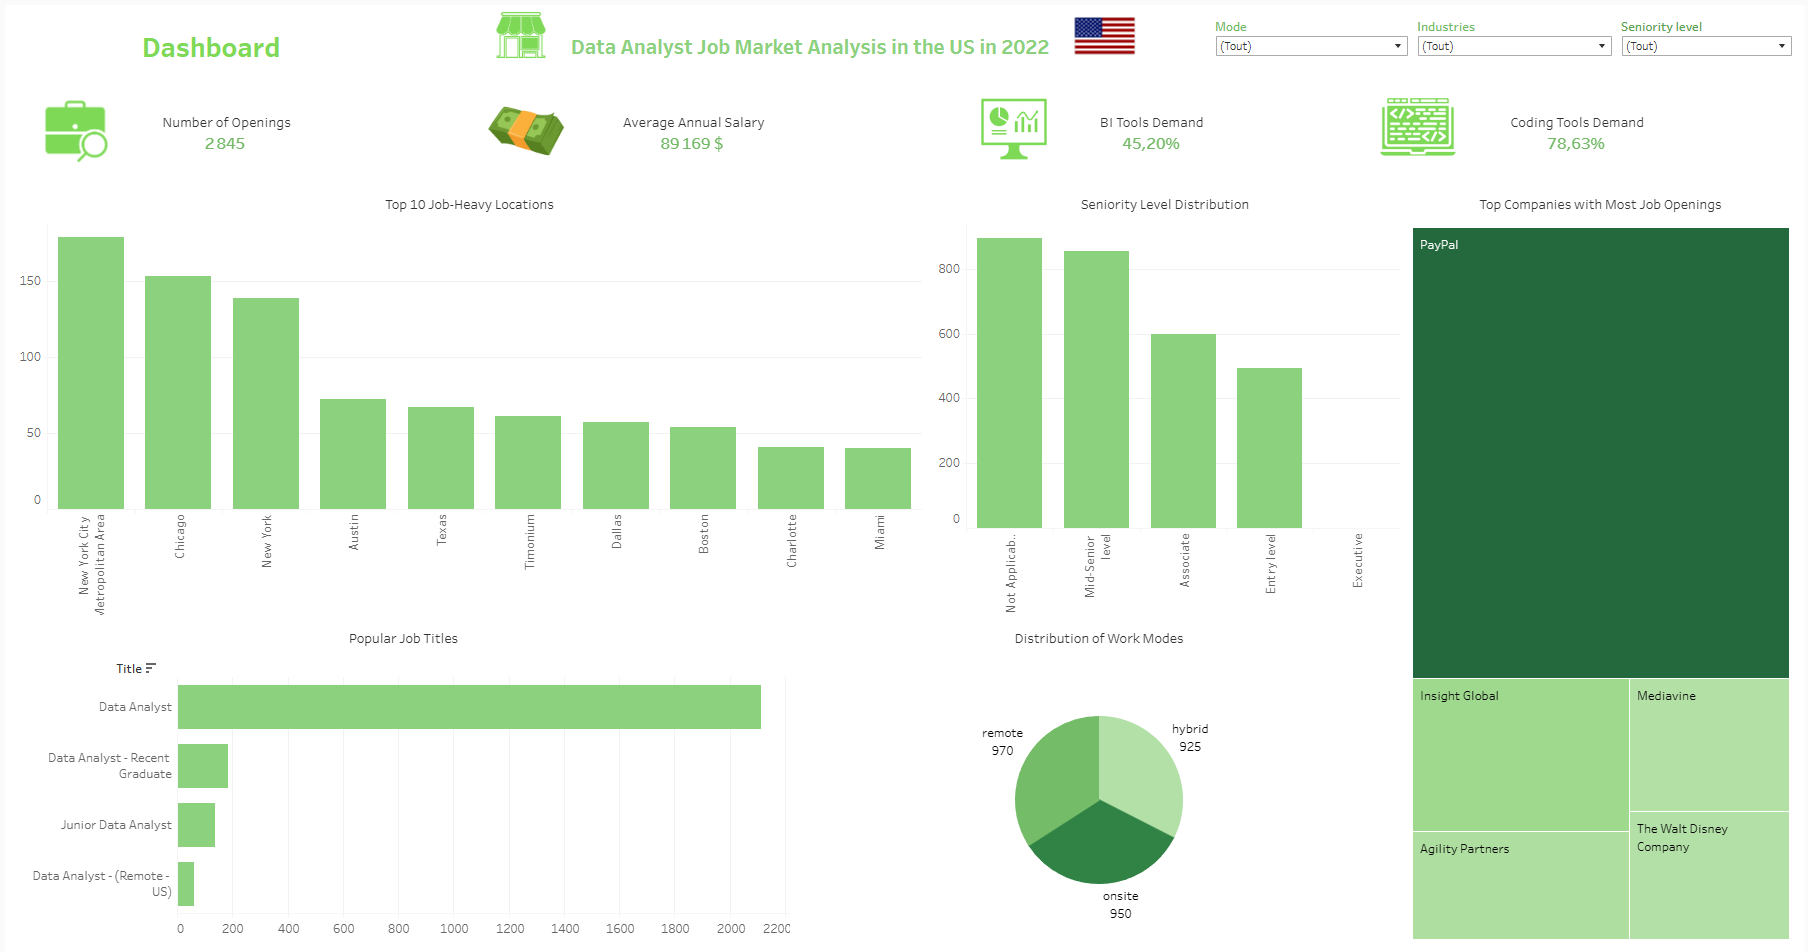 Dashboard
Data Analyst Job Market Analysis in the US in 2022
Mode
(Tout)
Industries
(Tout)
Seniority level
(Tout)
Number of Openings
2 845
Average Annual Salary
89 169 $
BI Tools Demand
45,20%
Coding Tools Demand
78,63%
Top 10 Job-Heavy Locations
150
100
50
0
New York City
Metropolitan Area
Chicago
New York
Austin
Texas
Timonium
Dallas
Boston
Charlotte
Miami
Seniority Level Distribution
800
600
400
200
0
Not Applicab..
Mid-Senior
level
Associate
Entry level
Executive
Top Companies with Most Job Openings
PayPal
Insight Global
Mediavine
Agility Partners
The Walt Disney
Company
Popular Job Titles
Title
Data Analyst
Data Analyst - Recent
Graduate
Junior Data Analyst
Data Analyst - (Remote -
US)
0 200 400 600 800 1000 1200 1400 1600 1800 2000 2200
Distribution of Work Modes
remote
970
hybrid
925
onsite
950